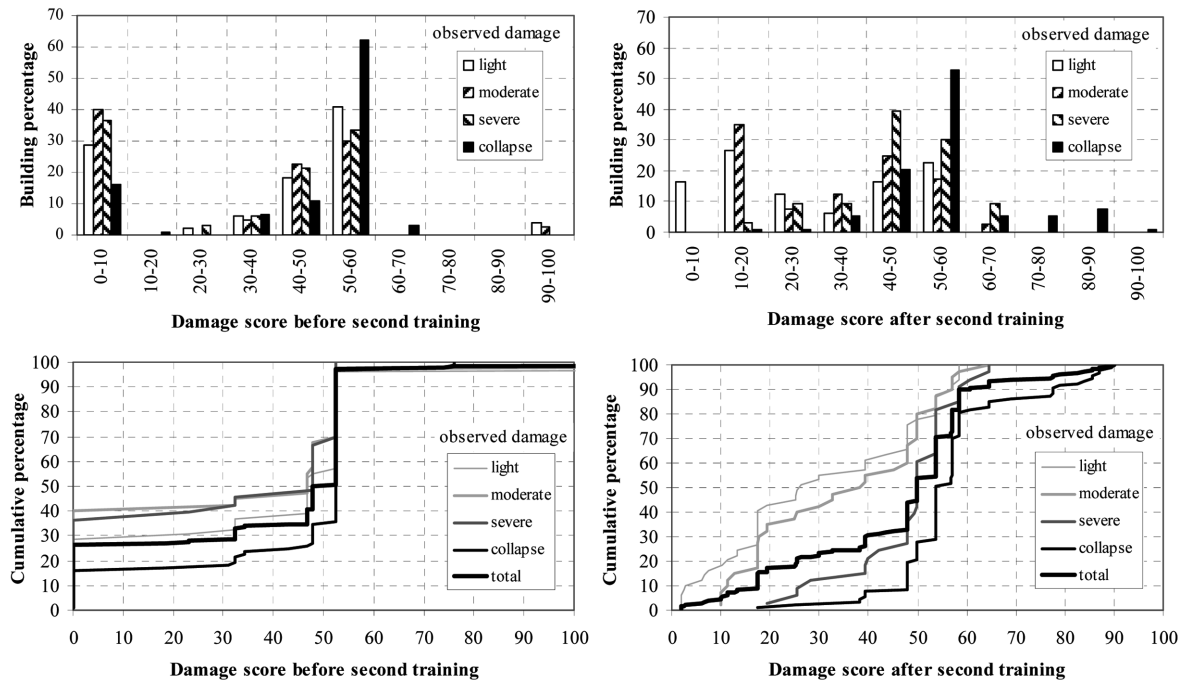 70
60
50
40
30
20
10
0
Building percentage
observed damage
light
moderate
severe
collapse
0-10
10-20
20-30
30-40
40-50
50-60
60-70
70-80
80-90
90-100
Damage score before second training
70
60
50
40
30
20
10
0
Building percentage
observed damage
light
moderate
severe
collapse
0-10
10-20
20-30
30-40
40-50
50-60
60-70
70-80
80-90
90-100
Damage score after second training
100
90
80
70
60
50
40
30
20
10
0
Cumulative percentage
observed damage
light
moderate
severe
collapse
total
0 10 20 30 40 50 60 70 80 90 100
Damage score before second training
100
90
80
70
60
50
40
30
20
10
0
Cumulative percentage
observed damage
light
moderate
severe
collapse
total
0 10 20 30 40 50 60 70 80 90 100
Damage score after second training